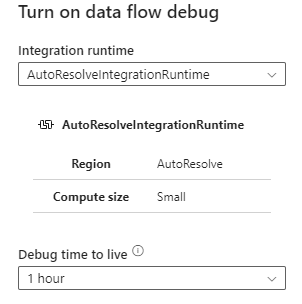 Turn on data flow debug
Integration runtime
AutoResolveIntegrationRuntime
AutoResolveIntegrationRuntime
Region AutoResolve
Compute size Small
Debug time to live
1 hour